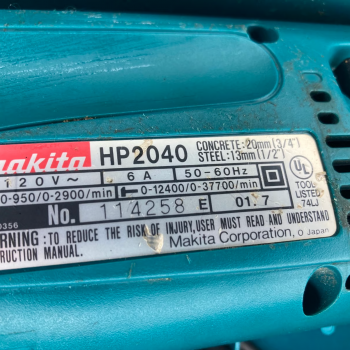 makita HP2040 CONCRETE:20mm(3/4")
STEEL:13mm(1/2")
120V~ 6A 50-60Hz
0-950/0-2900/min 0-12400/0-37700/min
UL
LISTED
TOOL
74LJ
No. 114258 E 01.7
WARNING : TO REDUCE THE RISK OF INJURY,USER MUST READ AND UNDERSTAND
INSTRUCTION MANUAL. Makita Corporation, Japan